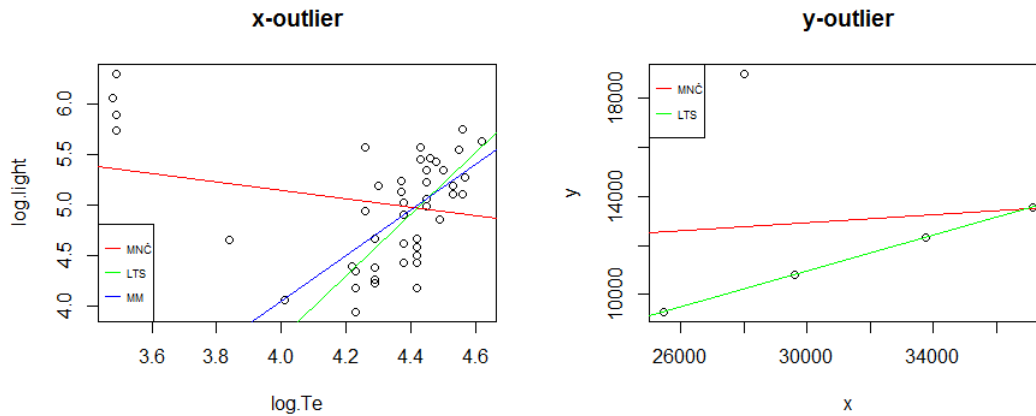 x-outlier
log.light
4.0 4.5 5.0 5.5 6.0
MNČ
LTS
MM
3.6 3.8 4.0 4.2 4.4 4.6
log.Te
y-outlier
y
10000 14000 18000
MNČ
LTS
26000 30000 34000
x